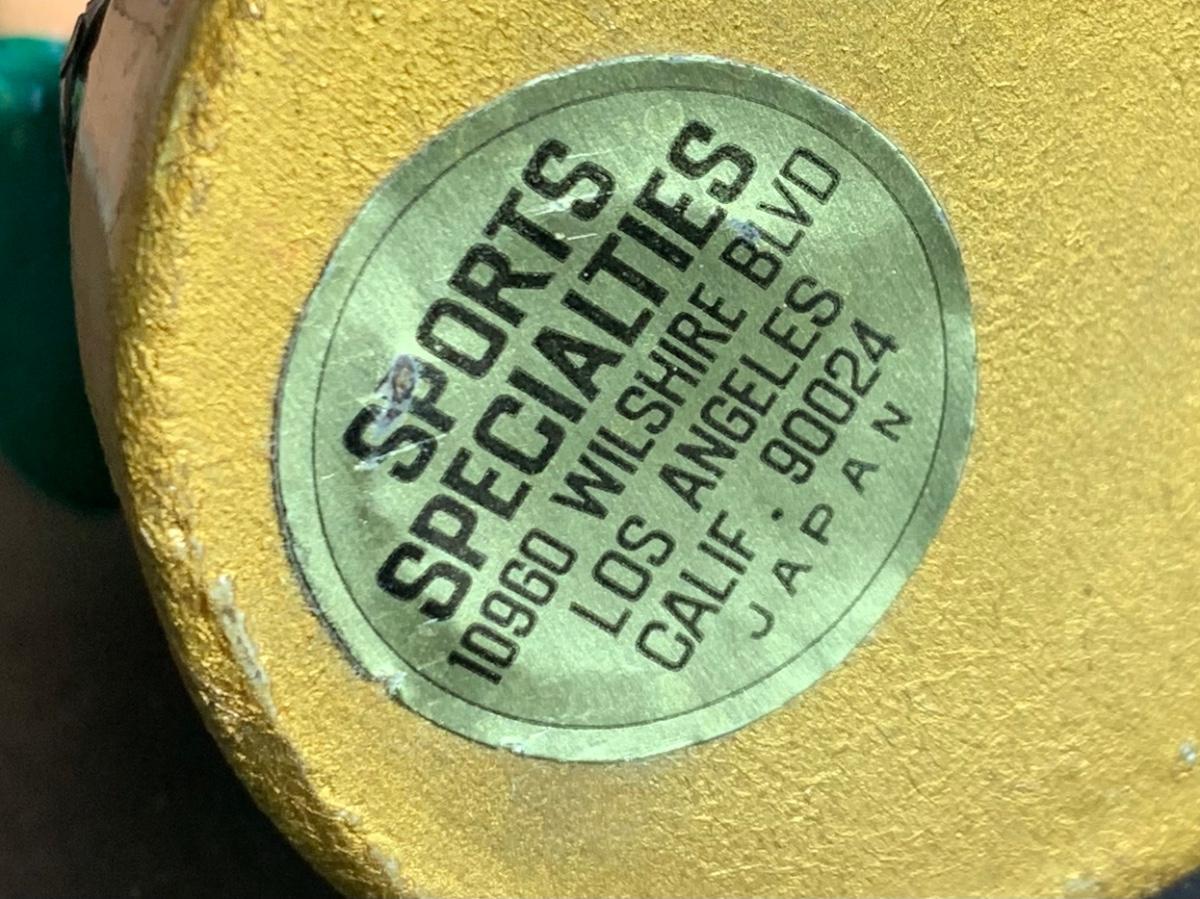 SPORTS
SPECIALTIES
10960 WILSHIRE BLVD
LOS ANGELES
CALIF · 90024
JAPAN